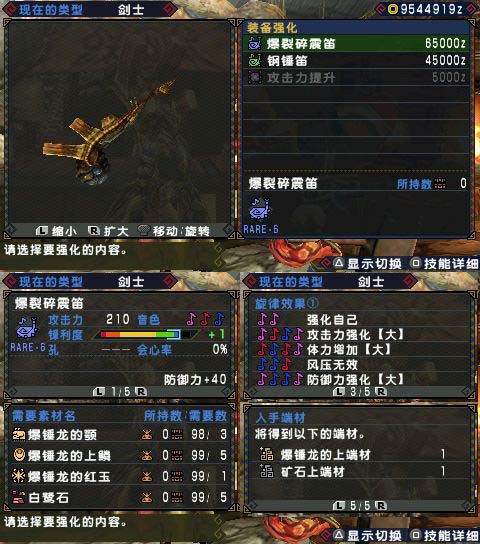 现在的类型 剑士
9544919z
装备强化
爆裂碎震笛 65000z
钢锤笛 45000z
攻击力提升 5000z
爆裂碎震笛 所持数 0
RARE-6
L 缩小 R 扩大 移动/旋转
请选择要强化的内容。
△显示切换 □技能详细
现在的类型 剑士
爆裂碎震笛
攻击力 210 音色
锋利度 +1
RARE-6
孔 --- 会心率 0%
防御力+40
L 1/5 R
需要素材名 所持数/需要数
爆锤龙的颚 0 98/ 3
爆锤龙的上鳞 0 99/ 5
爆锤龙的红玉 0 99/ 1
白鹭石 0 98/ 5
请选择要强化的内容。
现在的类型 剑士
旋律效果①
强化自己
攻击力强化【大】
体力增加【大】
风压无效
防御力强化【大】
L 3/5 R
入手端材
将得到以下的端材。
爆锤龙的上端材 1
矿石上端材 1
L 5/5 R
△显示切换 □技能详细